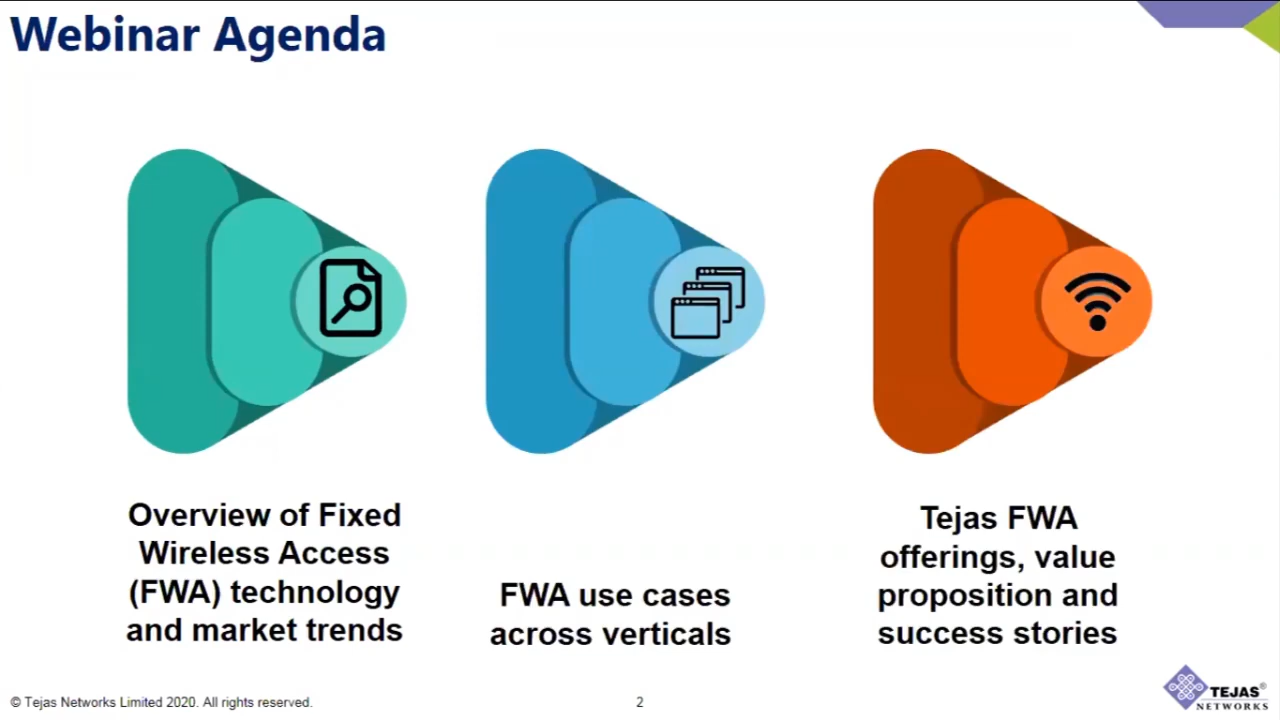 Webinar Agenda
Overview of Fixed
Wireless Access
(FWA) technology
and market trends
FWA use cases
across verticals
Tejas FWA
offerings, value
proposition and
success stories
© Tejas Networks Limited 2020. All rights reserved.
2
TEJAS®
NETWORKS